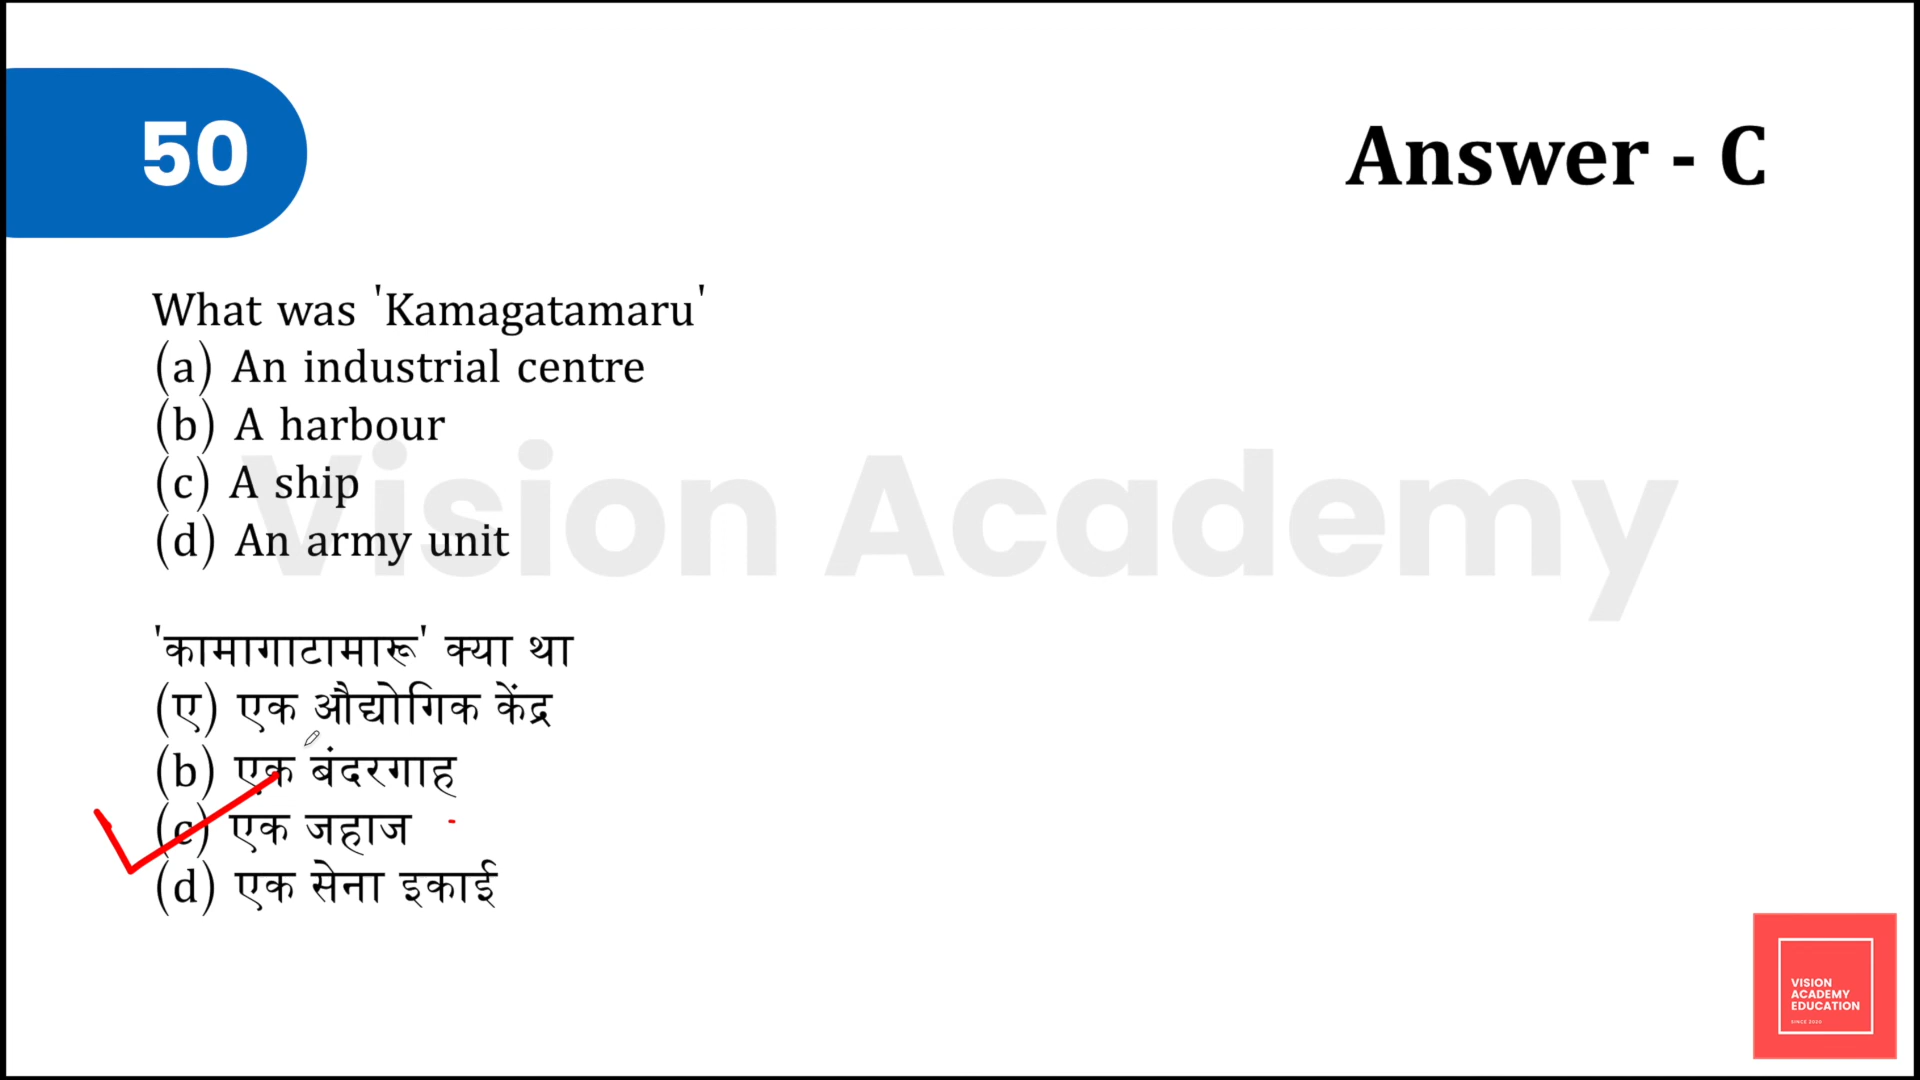 50
Answer - C
What was 'Kamagatamaru'
(a) An industrial centre
(b) A harbour
(c) A ship
(d) An army unit
Vision Academy
'कामागाटामारू' क्या था
(ए) एक औद्योगिक केंद्र
(b) एक बंदरगाह
(c) एक जहाज
(d) एक सेना इकाई
VISION
ACADEMY
EDUCATION
SINCE 2020